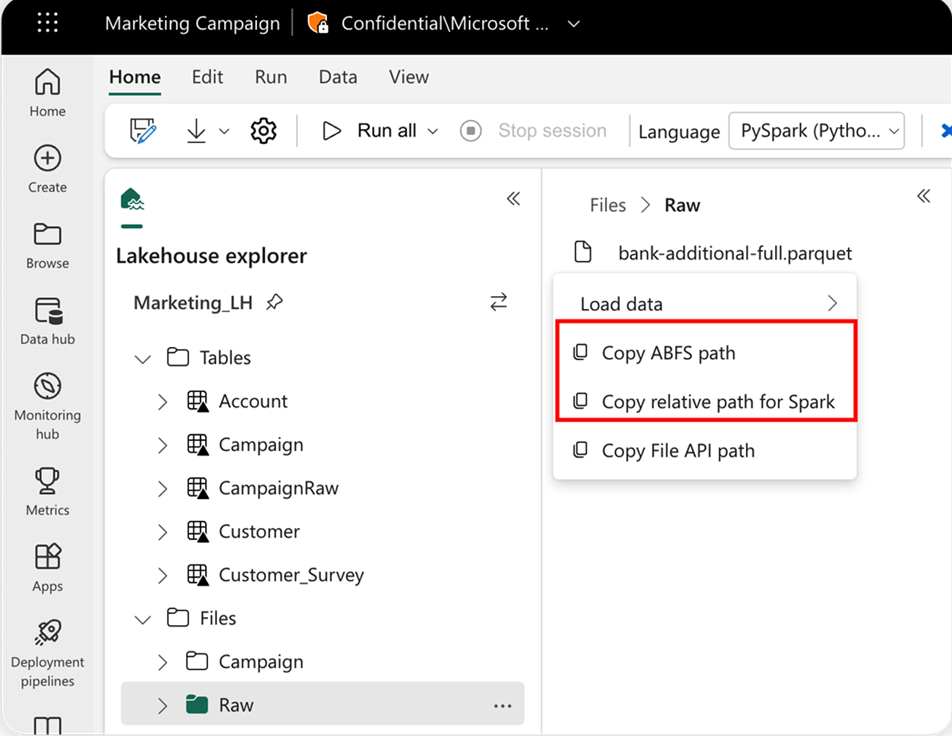 Marketing Campaign
Confidential\Microsoft ...
Home Edit Run Data View
Run all Stop session Language PySpark (Pytho...
Home
Create
Browse
Data hub
Monitoring
hub
Metrics
Apps
Deployment
pipelines
Lakehouse explorer
Marketing_LH
Tables
Account
Campaign
CampaignRaw
Customer
Customer_Survey
Files
Campaign
Raw
...
Files > Raw
bank-additional-full.parquet
Load data
Copy ABFS path
Copy relative path for Spark
Copy File API path